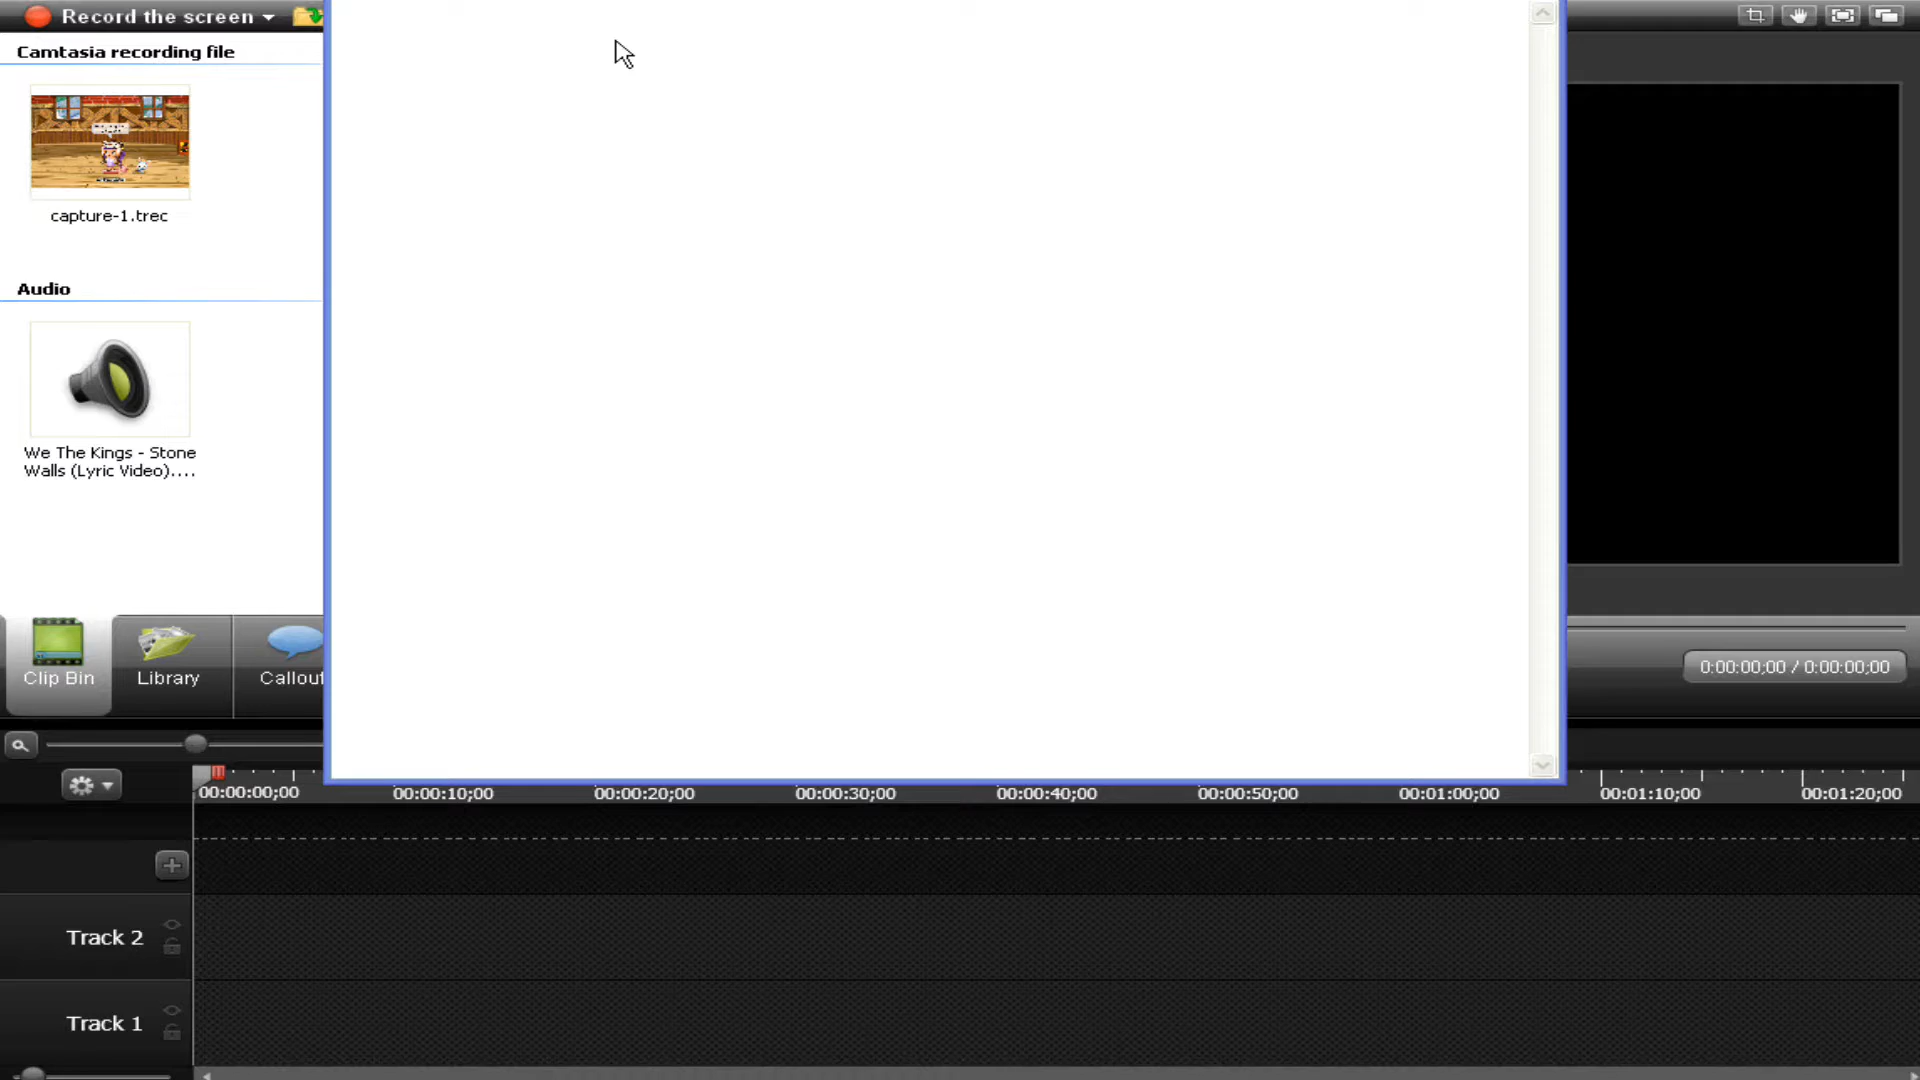 Record the screen
Camtasia recording file
capture-1.trec
Audio
We The Kings - Stone
Walls (Lyric Video)....
Clip Bin
Library
Callout
0:00:00;00 / 0:00:00;00
00:00:00;00
00:00:10;00
00:00:20;00
00:00:30;00
00:00:40;00
00:00:50;00
00:01:00;00
00:01:10;00
00:01:20;00
Track 2
Track 1